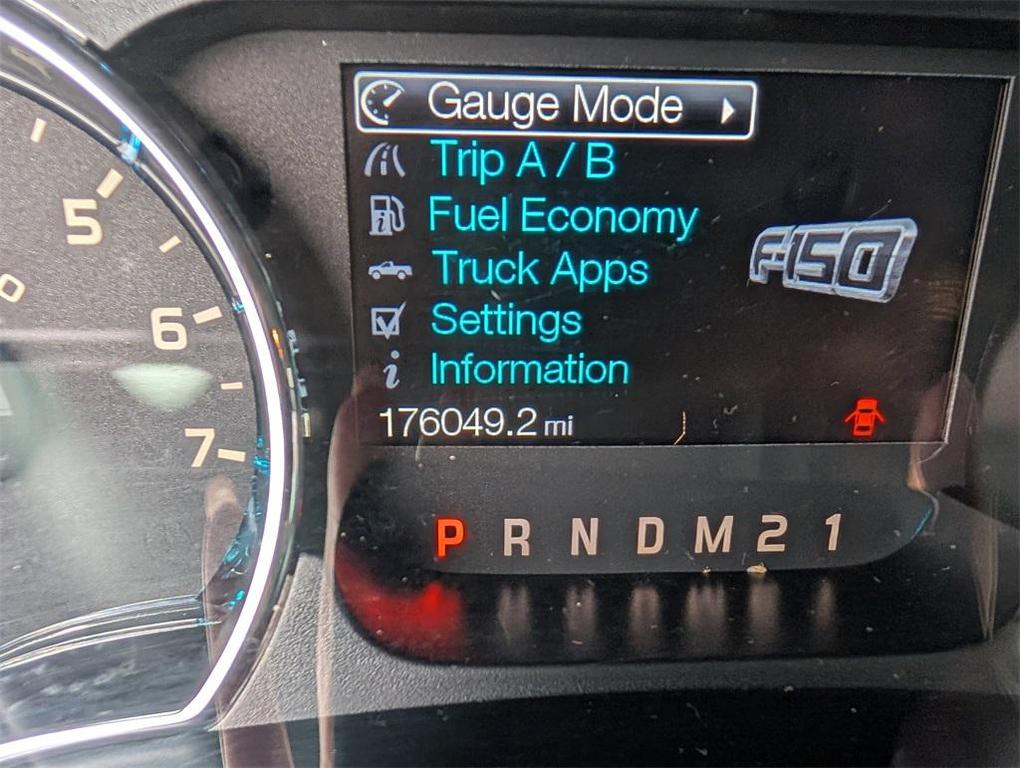 Gauge Mode
Trip A / B
Fuel Economy
F-150
Truck Apps
Settings
Information
176049.2 mi
P R N D M 2 1
5
6
7